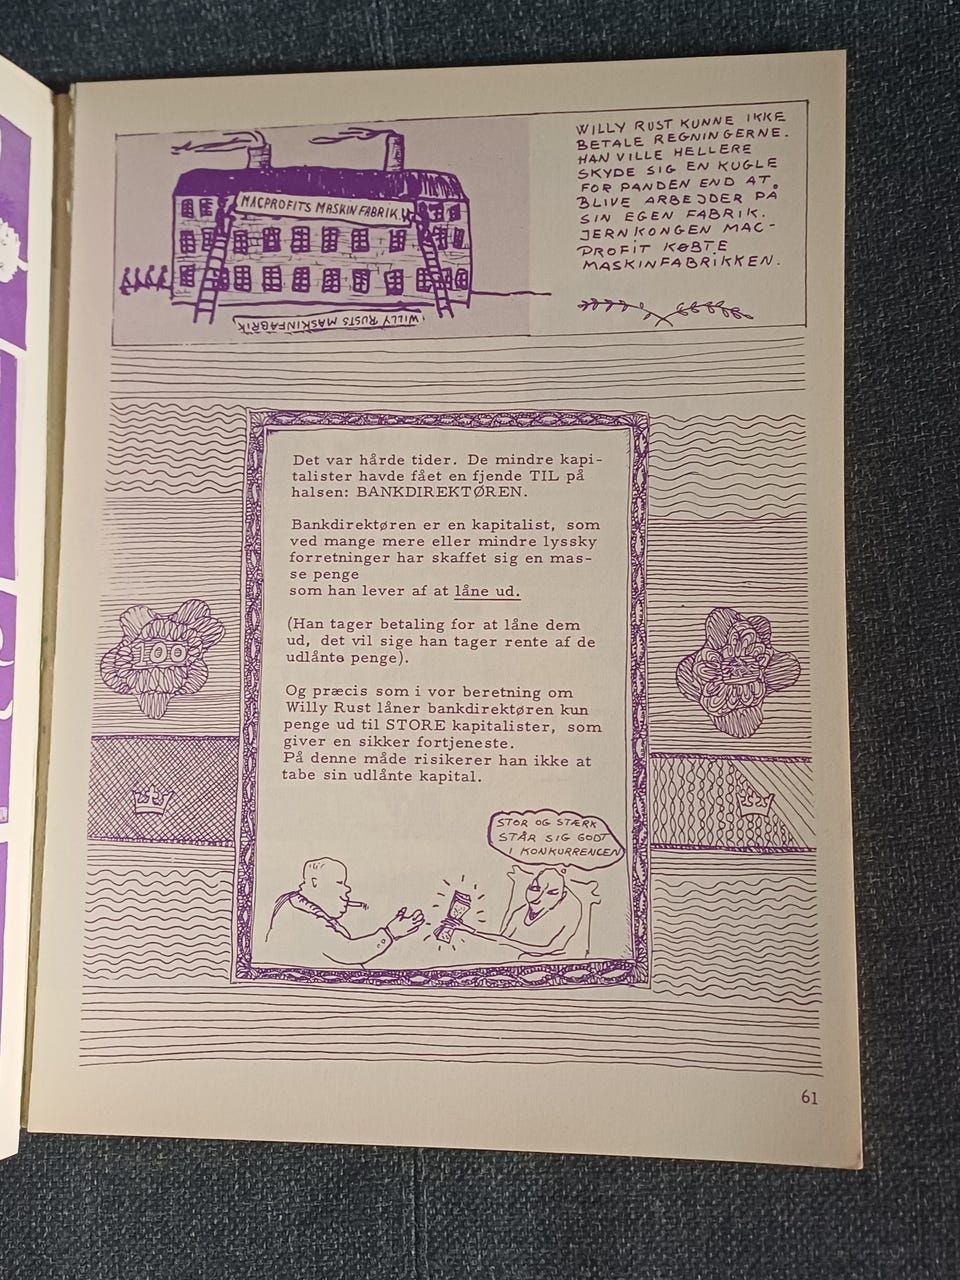 MACPROFITS MASKINFABRIK.
WILLY RUSTS MASKINFABRIK
WILLY RUST KUNNE IKKE
BETALE REGNINGERNE.
HAN VILLE HELLERE
SKYDE SIG EN KUGLE
FOR PANDEN END AT
BLIVE ARBEJDER PÅ
SIN EGEN FABRIK.
JERNKONGEN MAC-
PROFIT KØBTE
MASKINFABRIKKEN.
Det var hårde tider. De mindre kapi-
talister havde fået en fjende TIL på
halsen: BANKDIREKTØREN.
Bankdirektøren er en kapitalist, som
ved mange mere eller mindre lyssky
forretninger har skaffet sig en mas-
se penge
som han lever af at låne ud.
(Han tager betaling for at låne dem
ud, det vil sige han tager rente af de
udlånte penge).
Og præcis som i vor beretning om
Willy Rust låner bankdirektøren kun
penge ud til STORE kapitalister, som
giver en sikker fortjeneste.
På denne måde risikerer han ikke at
tabe sin udlånte kapital.
100
STOR OG STÆRK
STÅR SIG GODT
I KONKURRENCEN
61